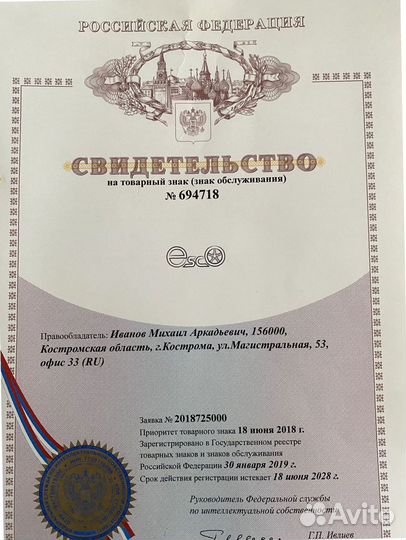 РОССИЙСКАЯ ФЕДЕРАЦИЯ
СВИДЕТЕЛЬСТВО
на товарный знак (знак обслуживания)
№ 694718
esco
Правообладатель: Иванов Михаил Аркадьевич, 156000,
Костромская область, г.Кострома, ул.Магистральная, 53,
офис 33 (RU)
Заявка № 2018725000
Приоритет товарного знака 18 июня 2018 г.
Зарегистрировано в Государственном реестре
товарных знаков и знаков обслуживания
Российской Федерации 30 января 2019 г.
Срок действия регистрации истекает 18 июня 2028 г.
Руководитель Федеральной службы
по интеллектуальной собственности
Г.П. Ивлиев
Avito